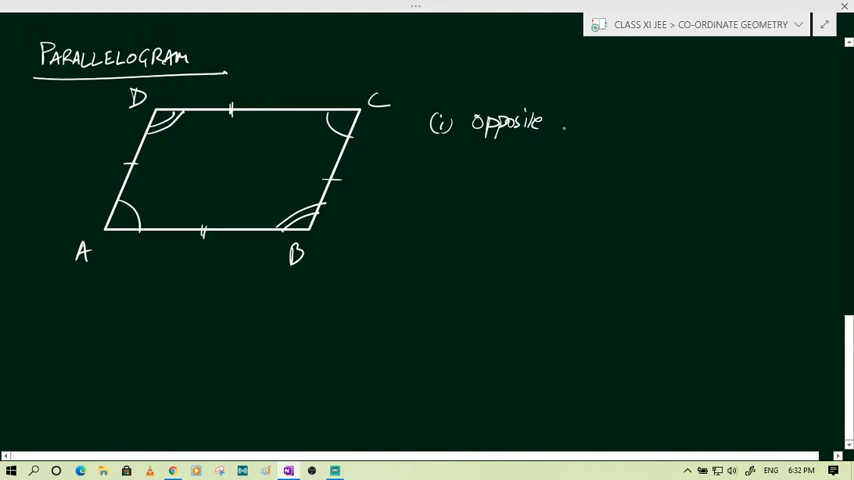 CLASS XI JEE > CO-ORDINATE GEOMETRY
PARALLELOGRAM
D
C
(i) opposite
A
B
ENG
6:32 PM